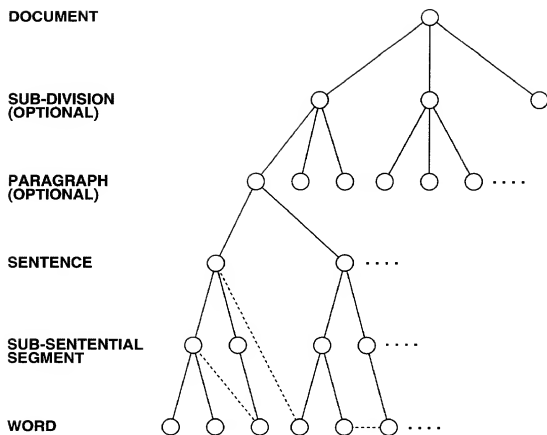 DOCUMENT
SUB-DIVISION
(OPTIONAL)
PARAGRAPH
(OPTIONAL)
SENTENCE
SUB-SENTENTIAL
SEGMENT
WORD